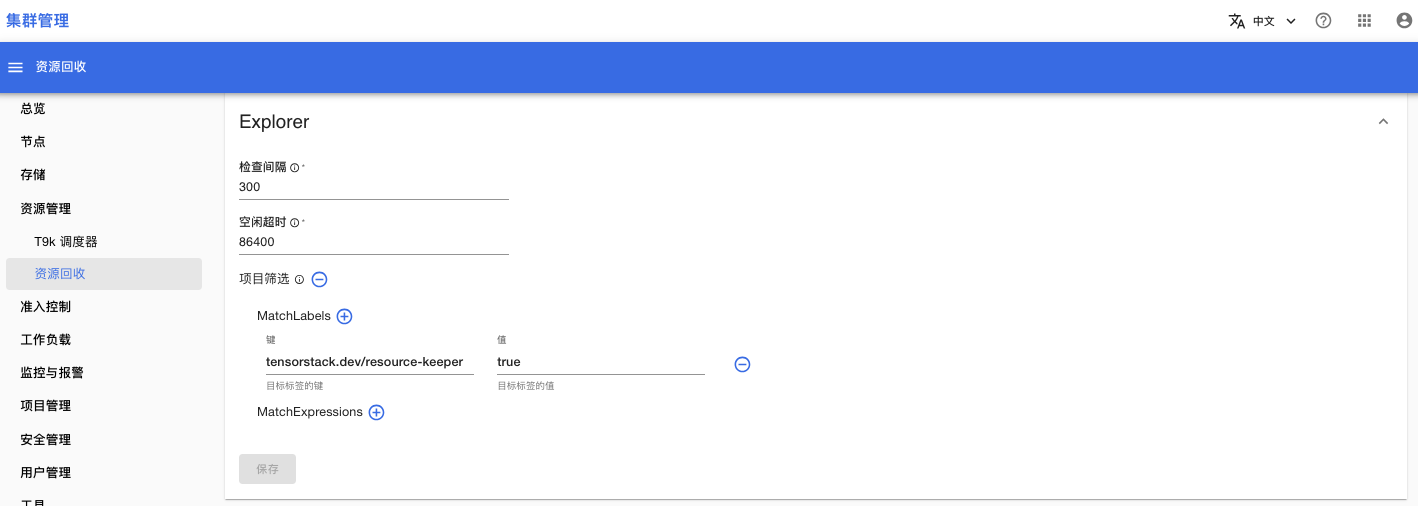 集群管理
中文
资源回收
总览
节点
存储
资源管理
T9k 调度器
资源回收
准入控制
工作负载
监控与报警
项目管理
安全管理
用户管理
工具
Explorer
检查间隔 *
300
空闲超时 *
86400
项目筛选
MatchLabels
键 值
tensorstack.dev/resource-keeper true
目标标签的键 目标标签的值
MatchExpressions
保存